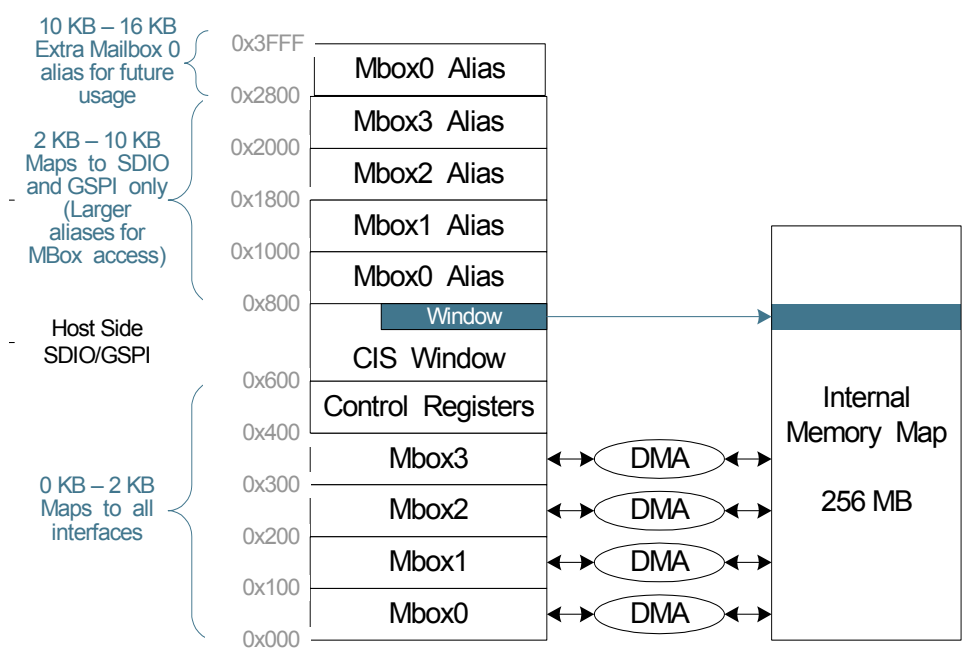 10 KB – 16 KB
Extra Mailbox 0
alias for future
usage
2 KB – 10 KB
Maps to SDIO
and GSPI only
(Larger
aliases for
MBox access)
Host Side
SDIO/GSPI
0 KB – 2 KB
Maps to all
interfaces
0x3FFF
Mbox0 Alias
0x2800
Mbox3 Alias
0x2000
Mbox2 Alias
0x1800
Mbox1 Alias
0x1000
Mbox0 Alias
0x800
Window
CIS Window
0x600
Control Registers
0x400
Mbox3
DMA
0x300
Mbox2
DMA
0x200
Mbox1
DMA
0x100
Mbox0
DMA
0x000
Internal
Memory Map
256 MB